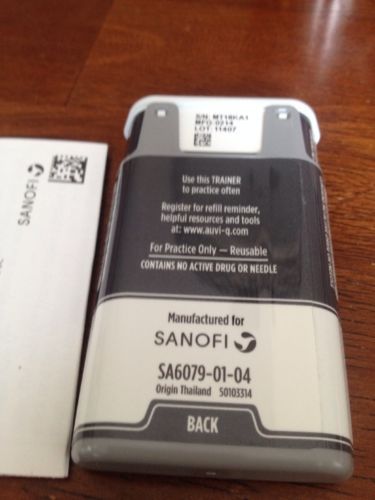 S/N: MT18KA1
MFG:0214
LOT: 11407
Use this TRAINER
to practice often
Register for refill reminder,
helpful resources and tools
at: www.auvi-q.com
For Practice Only — Reusable
CONTAINS NO ACTIVE DRUG OR NEEDLE
Manufactured for
SANOFI
SA6079-01-04
Origin Thailand 50103314
BACK
SANOFI